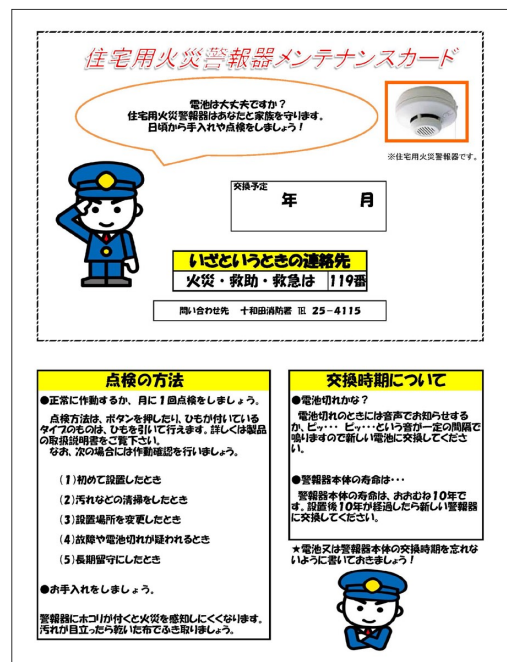 住宅用火災警報器メンテナンスカード
電池は大丈夫ですか?
住宅用火災警報器はあなたと家族を守ります。
日頃から手入れや点検をしましょう!
※住宅用火災警報器です。
交換予定
年 月
いざというときの連絡先
火災・救助・救急は 119番
問い合わせ先 十和田消防署 ℡ 25-4115
点検の方法
●正常に作動するか、月に1回点検をしましょう。
点検方法は、ボタンを押したり、ひもが付いている
タイプのものは、ひもを引いて行えます。詳しくは製品
の取扱説明書をご覧下さい。
なお、次の場合には作動確認を行いましょう。
(1)初めて設置したとき
(2)汚れなどの清掃をしたとき
(3)設置場所を変更したとき
(4)故障や電池切れが疑われるとき
(5)長期留守にしたとき
●お手入れをしましょう。
警報器にホコリが付くと火災を感知しにくくなります。
汚れが目立ったら乾いた布でふき取りましょう。
交換時期について
●電池切れかな?
電池切れのときには音声でお知らせする
か、ピッ・・ピッ・・という音が一定の間隔で
鳴りますので新しい電池に交換してくださ
い。
●警報器本体の寿命は・・・
警報器本体の寿命は、おおむね10年で
す。設置後10年が経過したら新しい警報器
に交換してください。
★電池又は警報器本体の交換時期を忘れな
いように書いておきましょう!